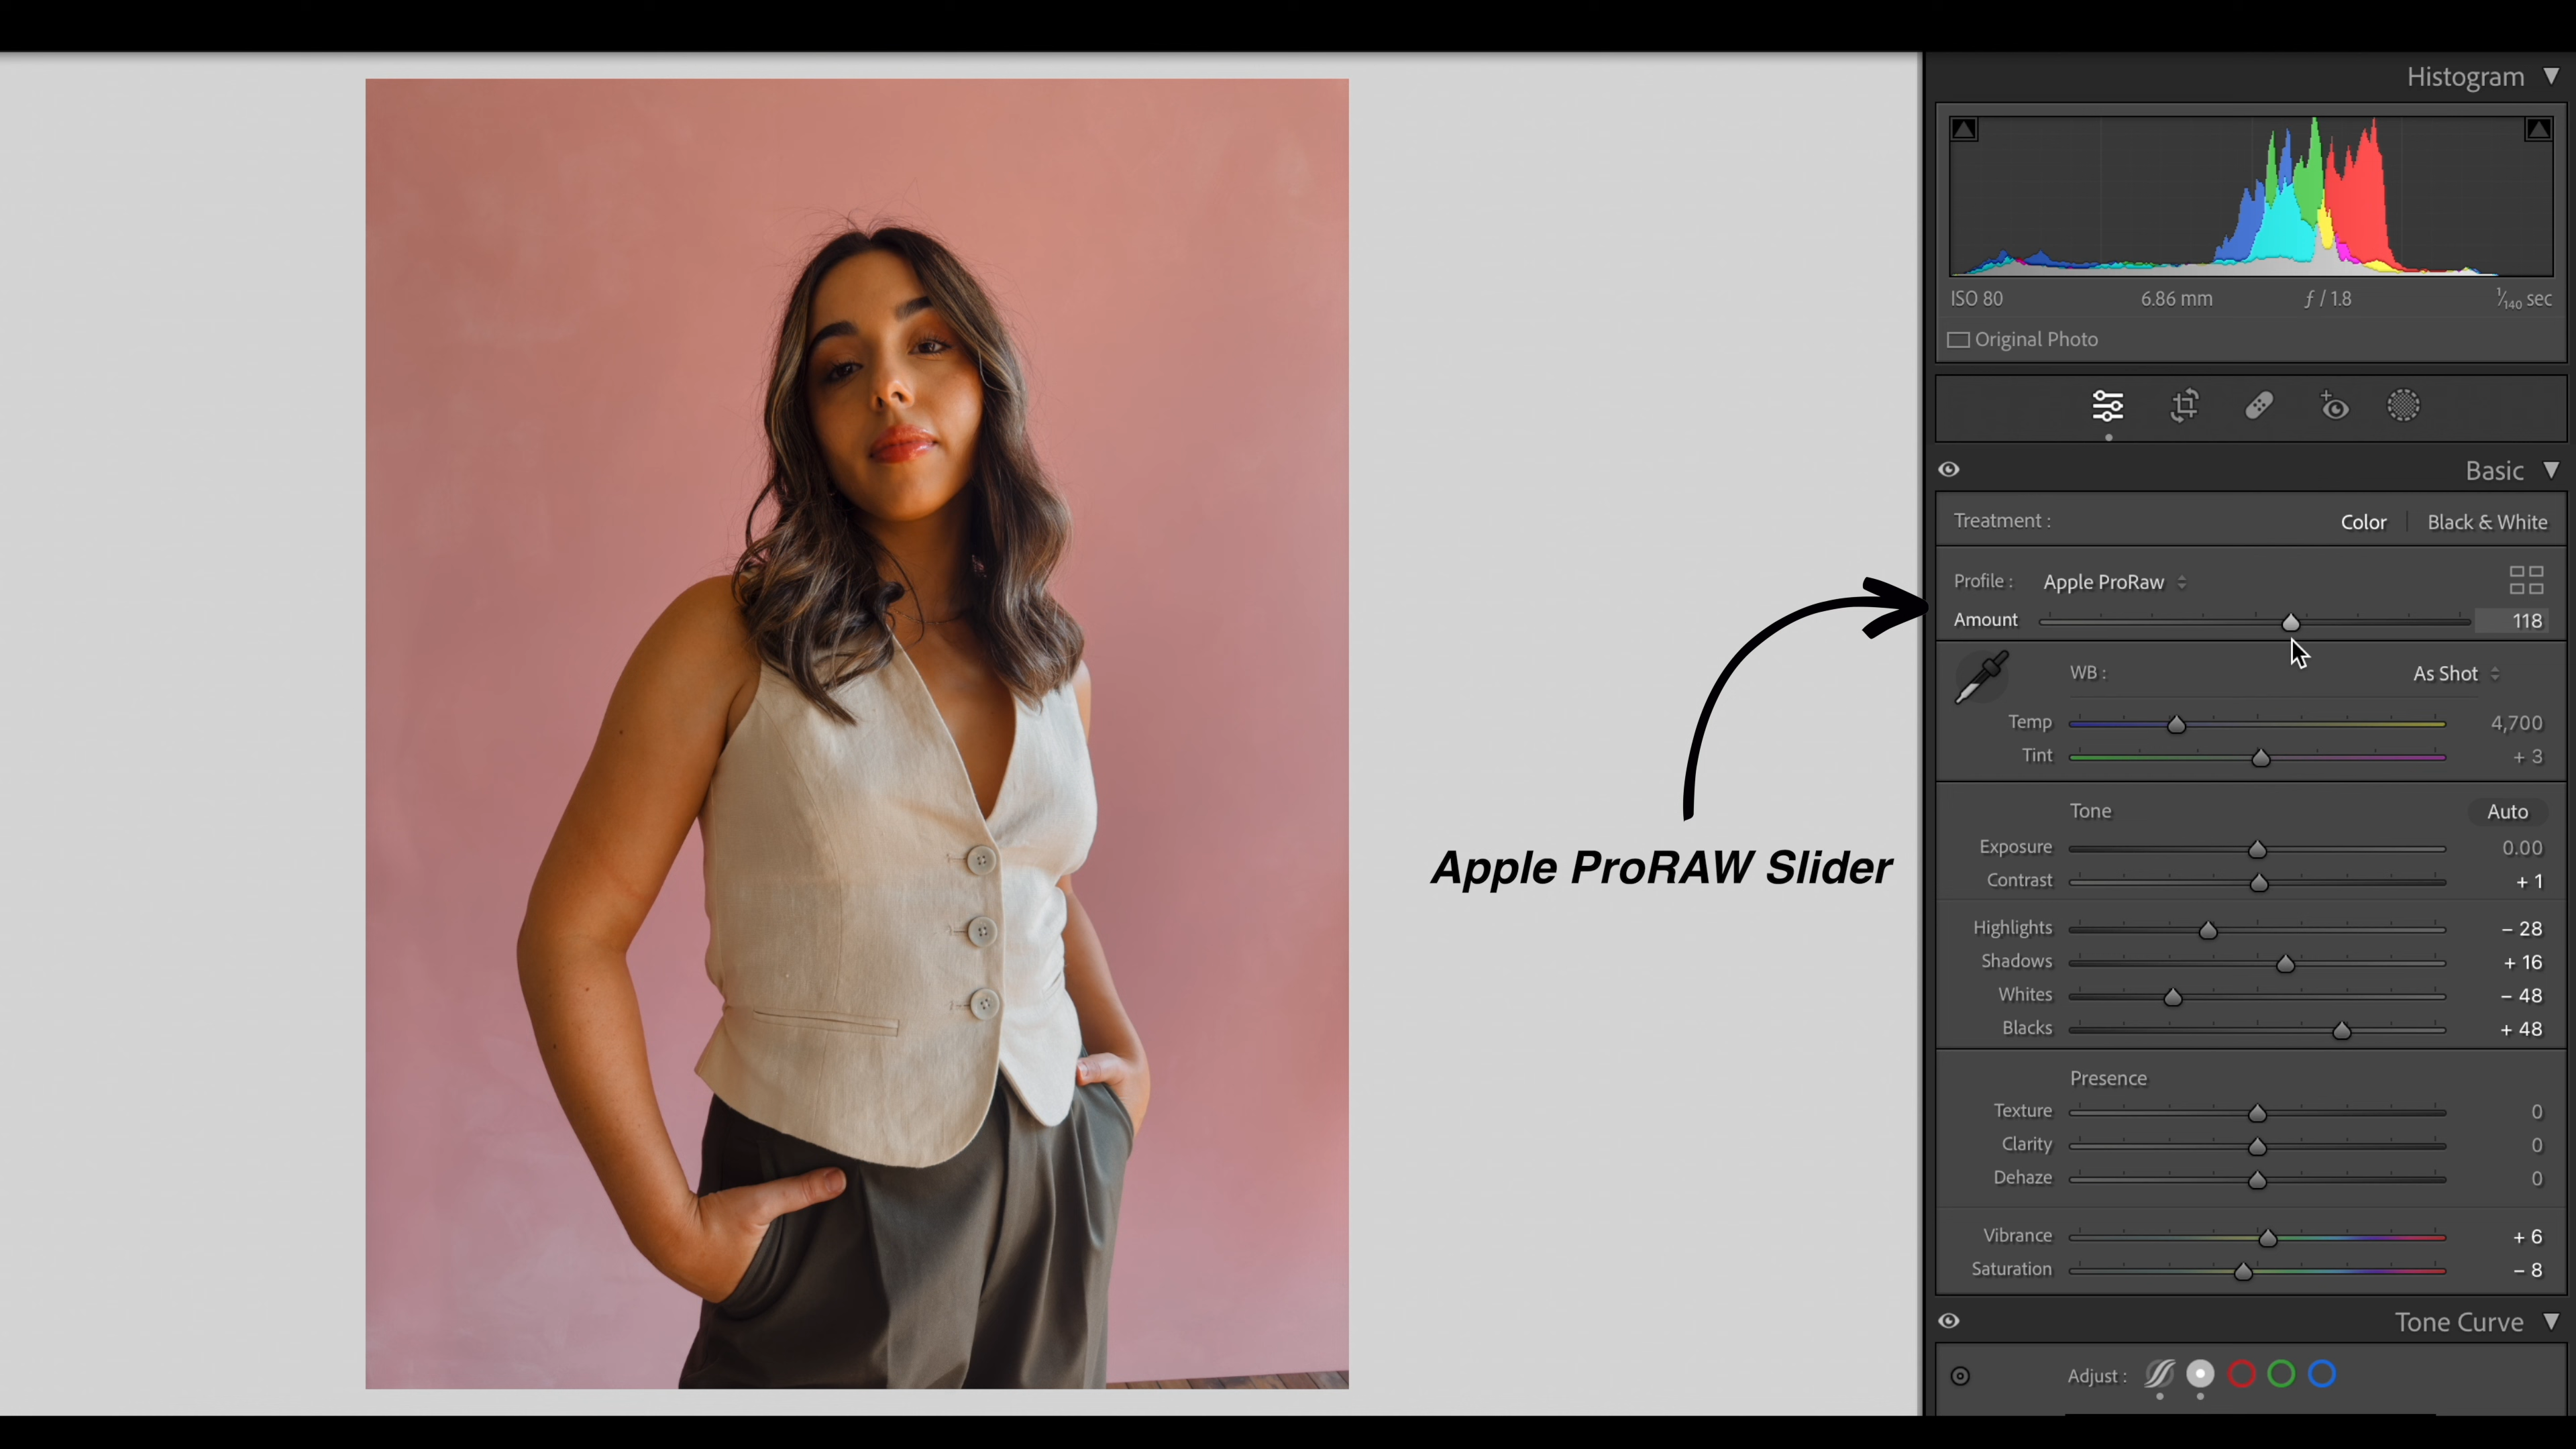 Histogram
ISO 80 6.86 mm ƒ / 1.8 1/140 sec
Original Photo
Basic
Treatment : Color Black & White
Profile : Apple ProRaw
Amount 118
WB : As Shot
Temp 4,700
Tint + 3
Tone Auto
Exposure 0.00
Contrast + 1
Highlights – 28
Shadows + 16
Whites – 48
Blacks + 48
Presence
Texture 0
Clarity 0
Dehaze 0
Vibrance + 6
Saturation – 8
Tone Curve
Adjust :
Apple ProRAW Slider